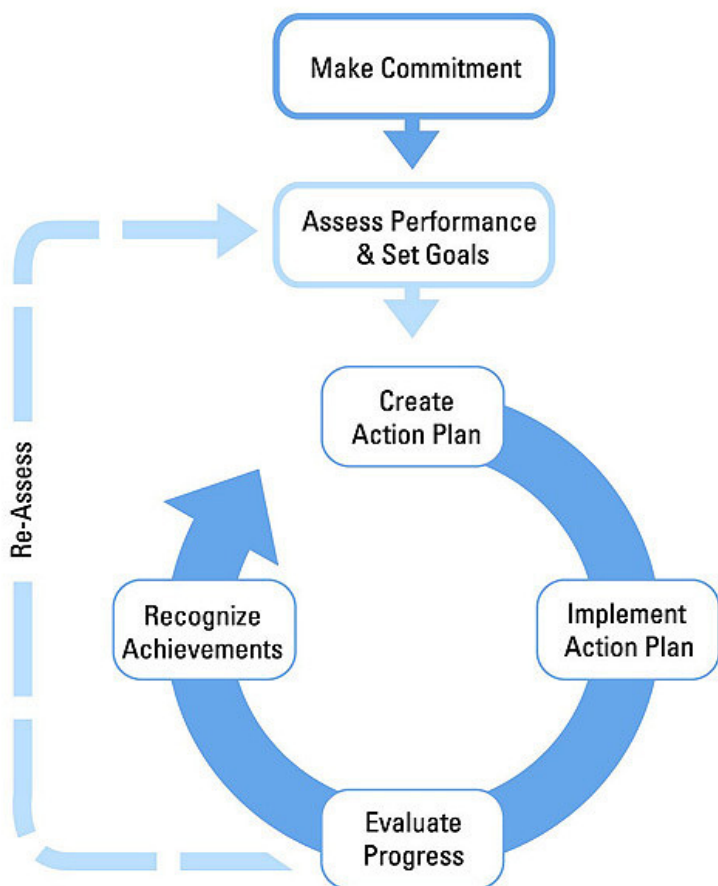 Make Commitment
Assess Performance
& Set Goals
Create
Action Plan
Re-Assess
Recognize
Achievements
Implement
Action Plan
Evaluate
Progress